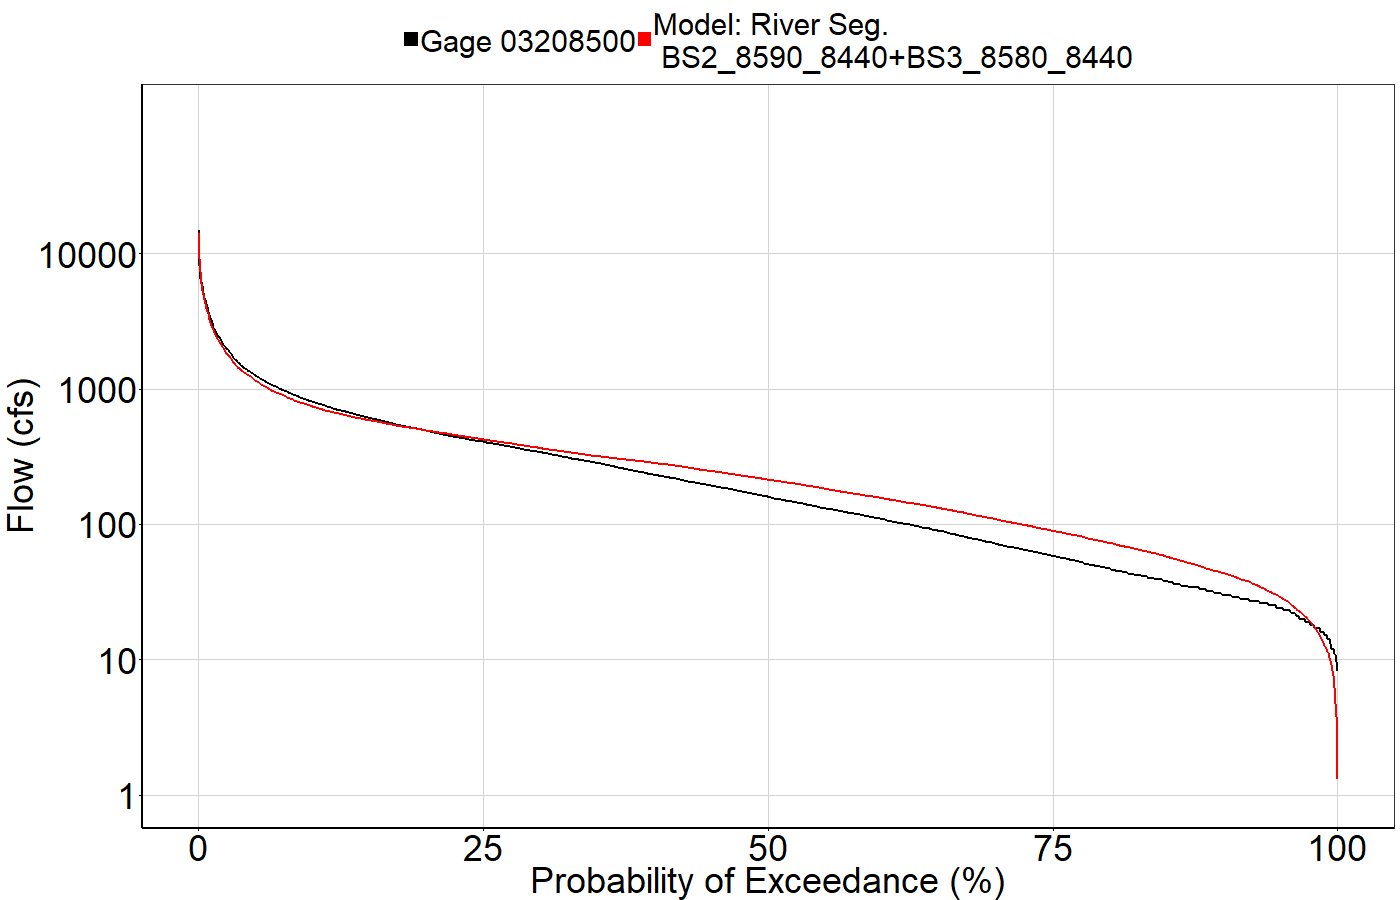 Gage 03208500
Model: River Seg.
BS2_8590_8440+BS3_8580_8440
Flow (cfs)
10000
1000
100
10
1
0 25 50 75 100
Probability of Exceedance (%)